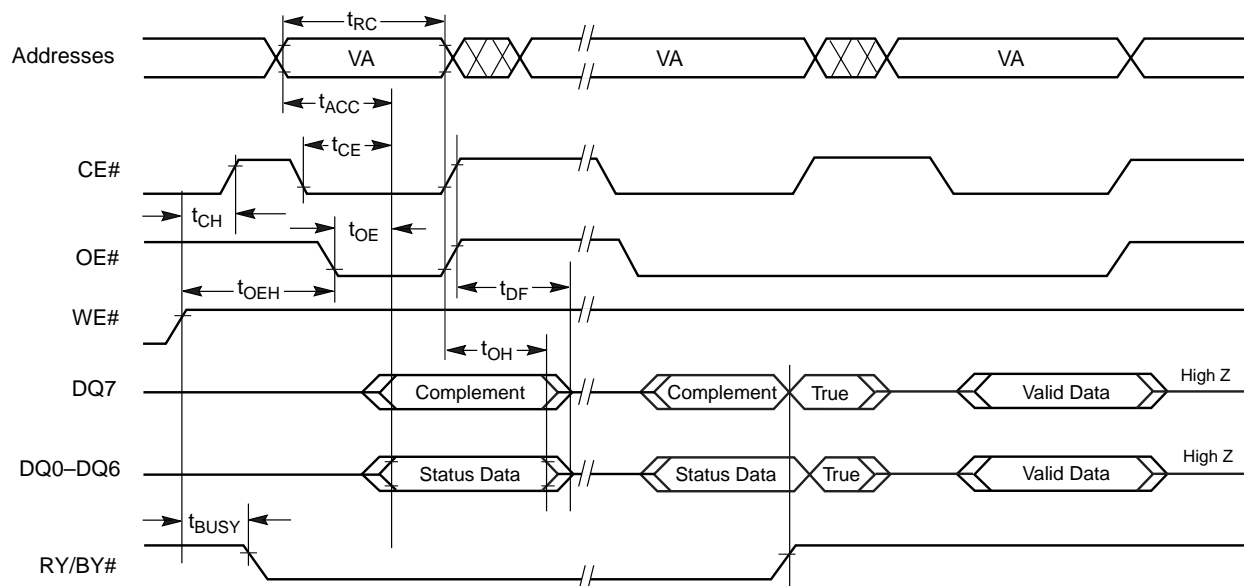 tRC
Addresses VA VA VA
tACC
tCE
CE#
tCH tOE
OE#
tOEH tDF
WE#
tOH
DQ7 Complement Complement True Valid Data High Z
DQ0–DQ6 Status Data Status Data True Valid Data High Z
tBUSY
RY/BY#